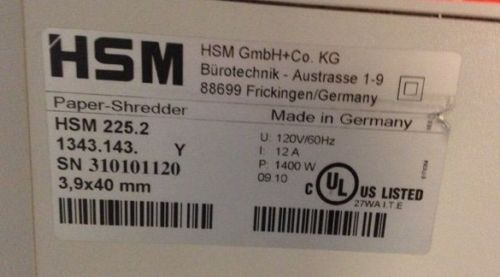 HSM
HSM GmbH+Co. KG
Bürotechnik - Austrasse 1-9
88699 Frickingen/Germany
Paper-Shredder
Made in Germany
HSM 225.2
1343.143. Y
SN 310101120
3,9x40 mm
U: 120V/60Hz
I: 12 A
P: 1400 W
09.10
C UL US LISTED
27WA I.T.E